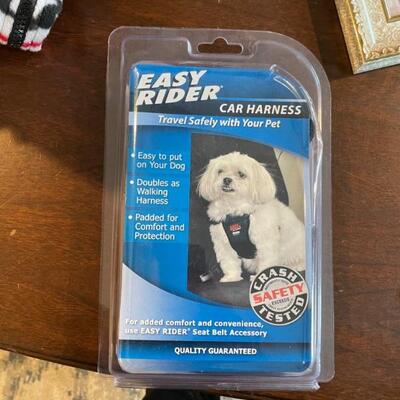 EASY
RIDER®
CAR HARNESS
Travel Safely with Your Pet
• Easy to put
on Your Dog
• Doubles as
Walking
Harness
• Padded for
Comfort and
Protection
CRASH
SAFETY
TESTED
For added comfort and convenience,
use EASY RIDER® Seat Belt Accessory
QUALITY GUARANTEED